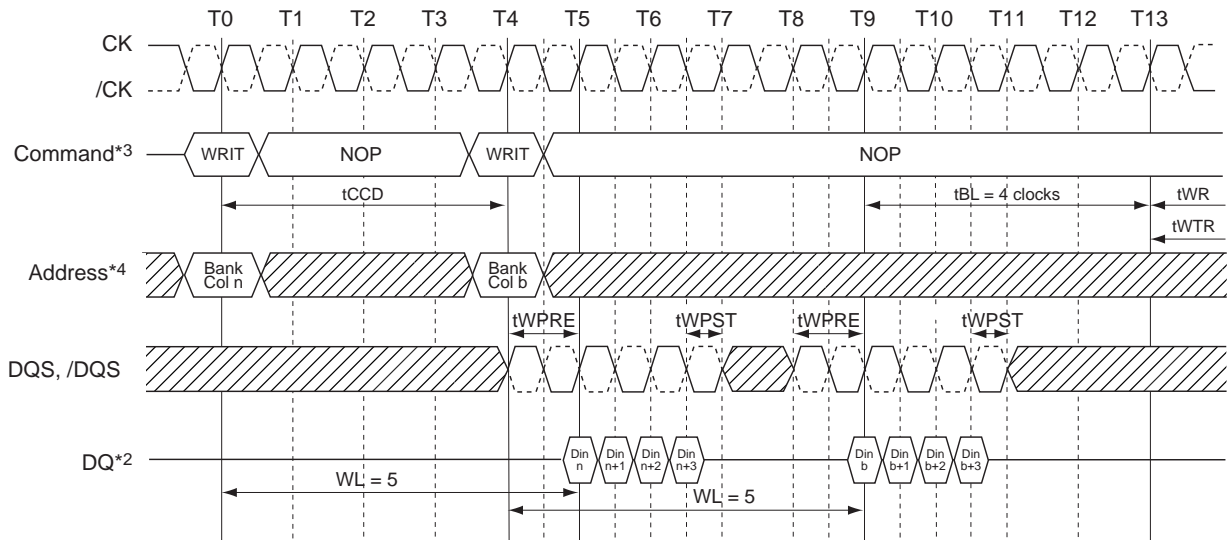 T0 T1 T2 T3 T4 T5 T6 T7 T8 T9 T10 T11 T12 T13
CK
/CK
Command*3 WRIT NOP WRIT NOP
tCCD tBL = 4 clocks tWR
tWTR
Address*4 Bank Col n Bank Col b
tWPRE tWPST tWPRE tWPST
DQS, /DQS
DQ*2 Din n Din n+1 Din n+2 Din n+3 Din b Din b+1 Din b+2 Din b+3
WL = 5
WL = 5